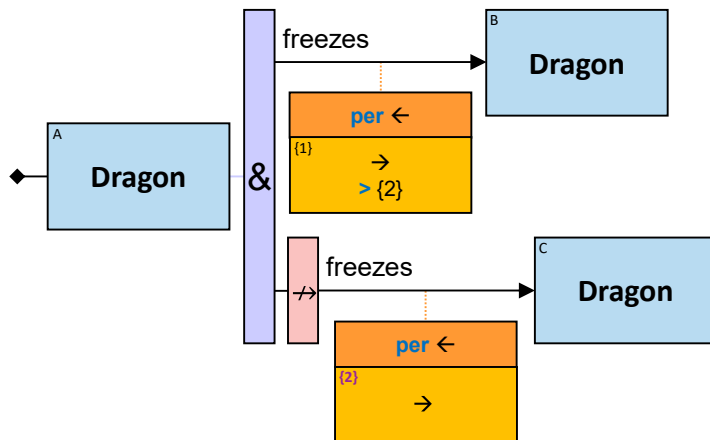 freezes
B
Dragon
A
Dragon
&
per ←
{1}
→
> {2}
freezes
C
Dragon
↛
per ←
{2}
→